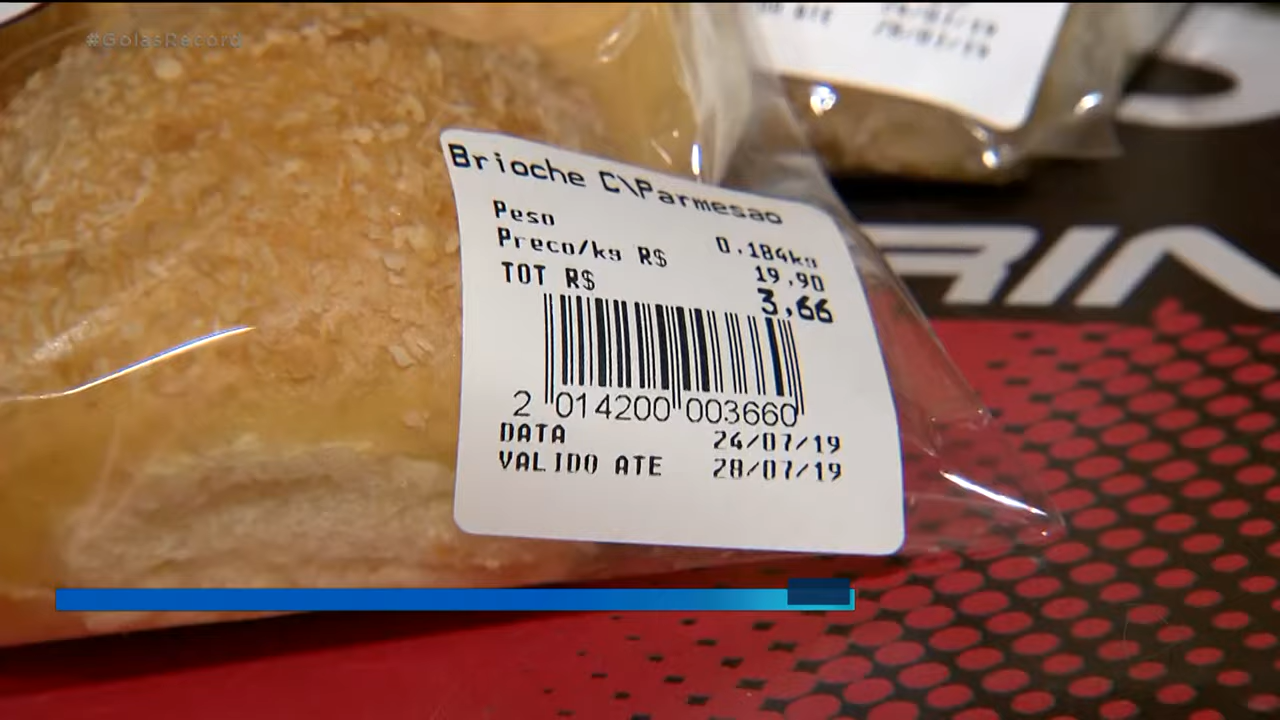 #GoiasRecord
Brioche C\Parmesao
Peso 0.184kg
Preco/kg R$ 19,90
TOT R$ 3,66
2 014200 003660
DATA 24/07/19
VALIDO ATE 28/07/19